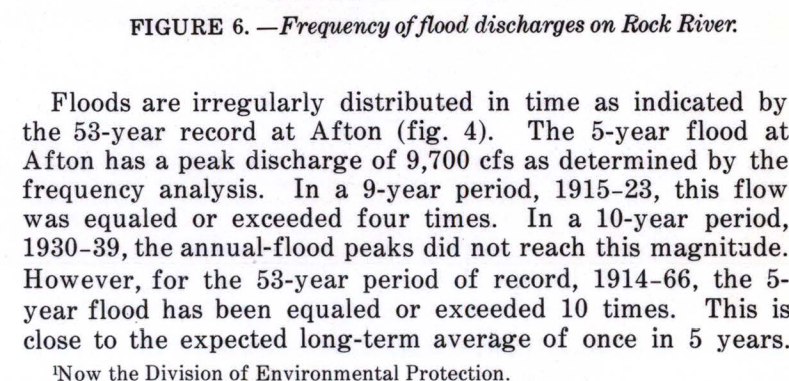 FIGURE 6. —Frequency of flood discharges on Rock River.
Floods are irregularly distributed in time as indicated by
the 53-year record at Afton (fig. 4). The 5-year flood at
Afton has a peak discharge of 9,700 cfs as determined by the
frequency analysis. In a 9-year period, 1915–23, this flow
was equaled or exceeded four times. In a 10-year period,
1930–39, the annual-flood peaks did not reach this magnitude.
However, for the 53-year period of record, 1914–66, the 5-
year flood has been equaled or exceeded 10 times. This is
close to the expected long-term average of once in 5 years.
¹Now the Division of Environmental Protection.